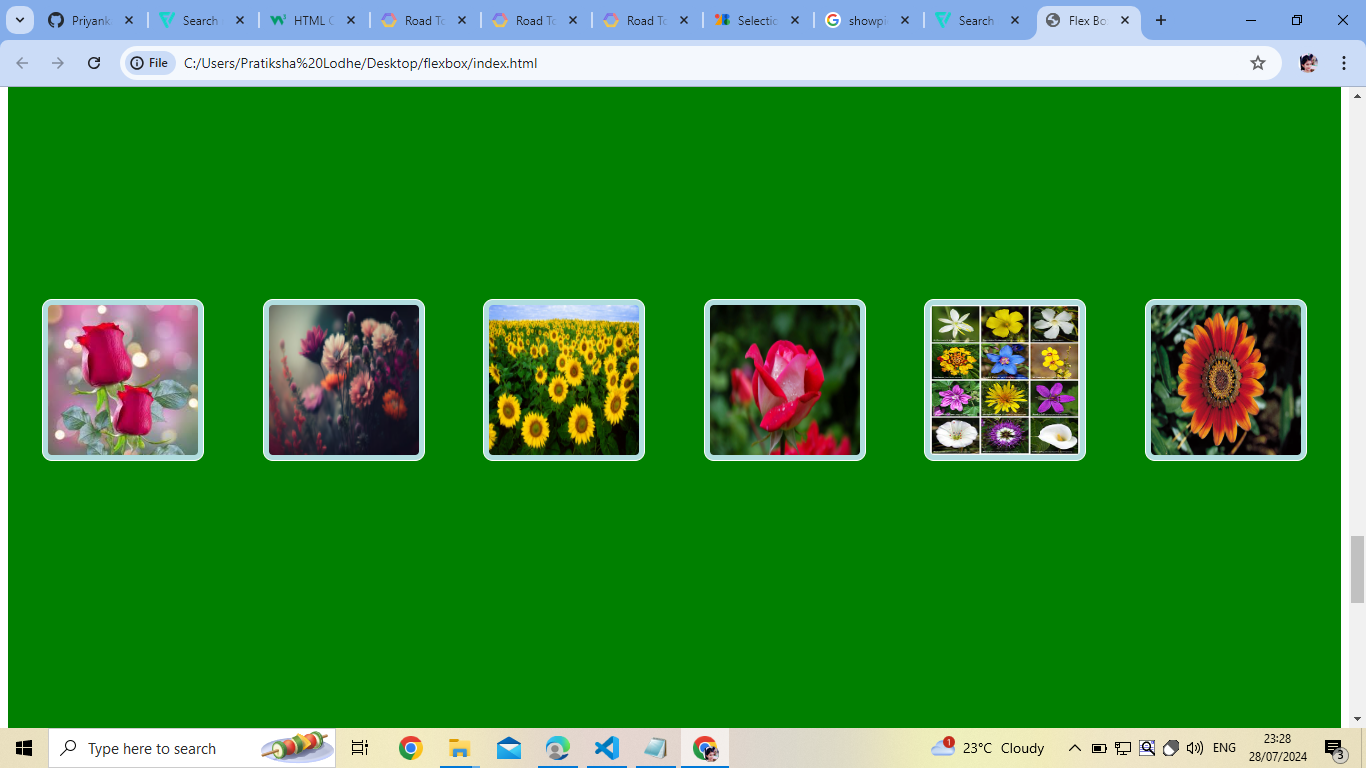 Priyank
Search
HTML
Road To
Road To
Road To
Selectio
showpi
Search
Flex Bo
File
C:/Users/Pratiksha%20Lodhe/Desktop/flexbox/index.html
Type here to search
1
23°C Cloudy
ENG
23:28
28/07/2024
3